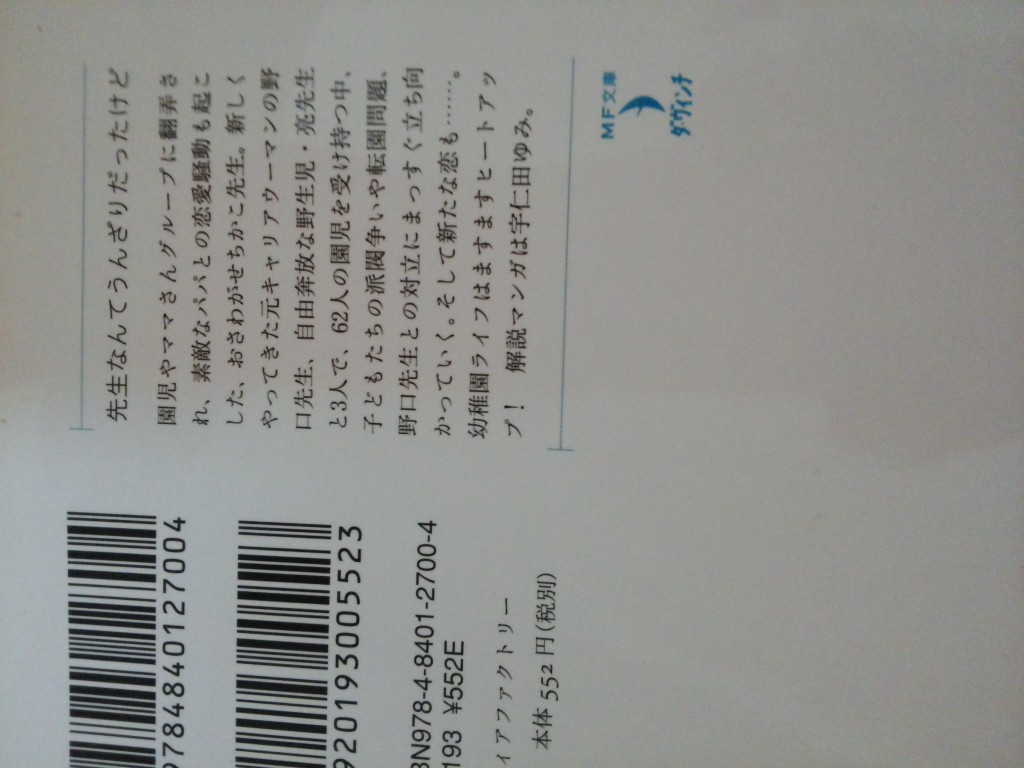 先生なんてうんざりだったけど
園児やママさんグループに翻弄さ
れ、素敵なパパとの恋愛騒動も起こ
した、おさわがせちかこ先生。新しく
やってきた元キャリアウーマンの野
口先生、自由奔放な野生児・亮先生
と3人で、62人の園児を受け持つ中、
子どもたちの派閥争いや転園問題、
野口先生との対立にまっすぐ立ち向
かっていく。そして新たな恋も……。
幼稚園ライフはますますヒートアッ
プ！ 解説マンガは宇仁田ゆみ。
MF文庫
ダ・ヴィンチ
9784840127004
920193005523
BN978-4-8401-2700-4
193 ¥552E
ィアファクトリー
本体 552円(税別)